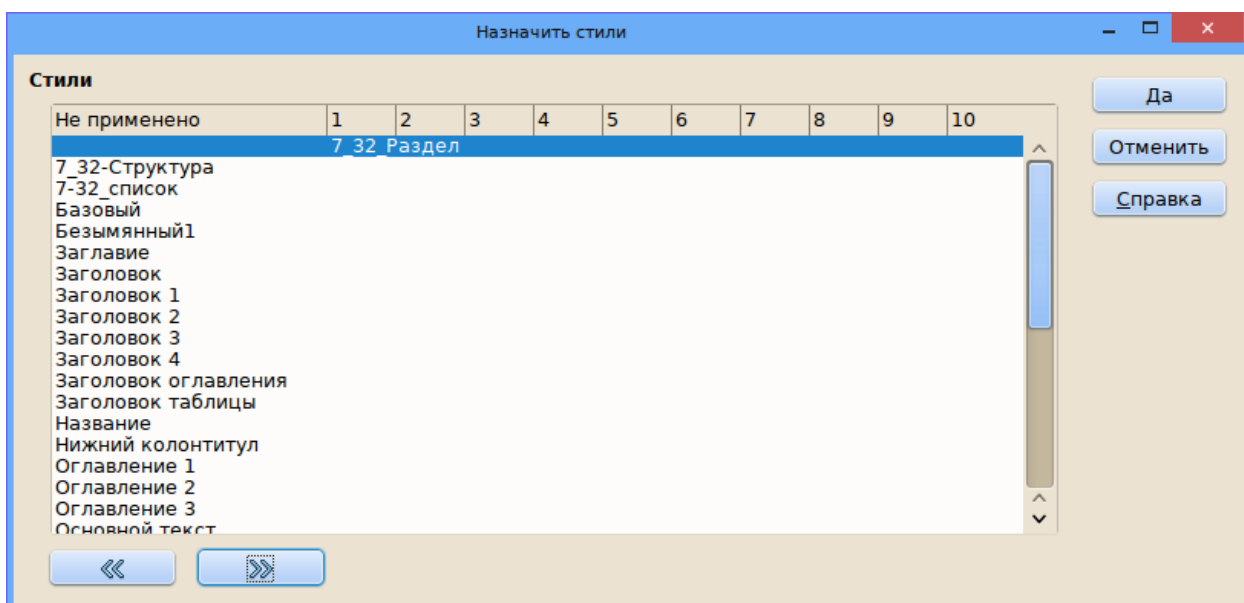 Назначить стили
Стили
Не применено 1 2 3 4 5 6 7 8 9 10
7_32_Раздел
7_32-Структура
7-32_список
Базовый
Безымянный1
Заглавие
Заголовок
Заголовок 1
Заголовок 2
Заголовок 3
Заголовок 4
Заголовок оглавления
Заголовок таблицы
Название
Нижний колонтитул
Оглавление 1
Оглавление 2
Оглавление 3
Основной текст
Да
Отменить
Справка